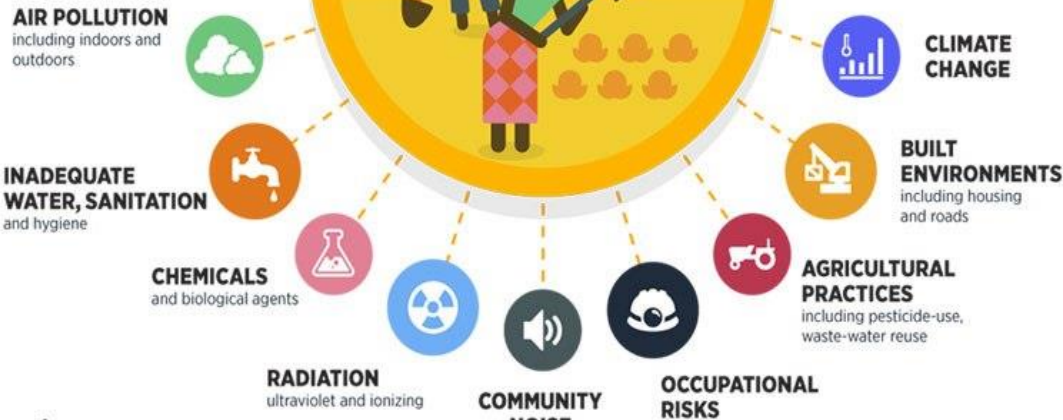 AIR POLLUTION
including indoors and
outdoors
INADEQUATE
WATER, SANITATION
and hygiene
CHEMICALS
and biological agents
RADIATION
ultraviolet and ionizing
COMMUNITY
NOISE
OCCUPATIONAL
RISKS
AGRICULTURAL
PRACTICES
including pesticide-use,
waste-water reuse
BUILT
ENVIRONMENTS
including housing
and roads
CLIMATE
CHANGE